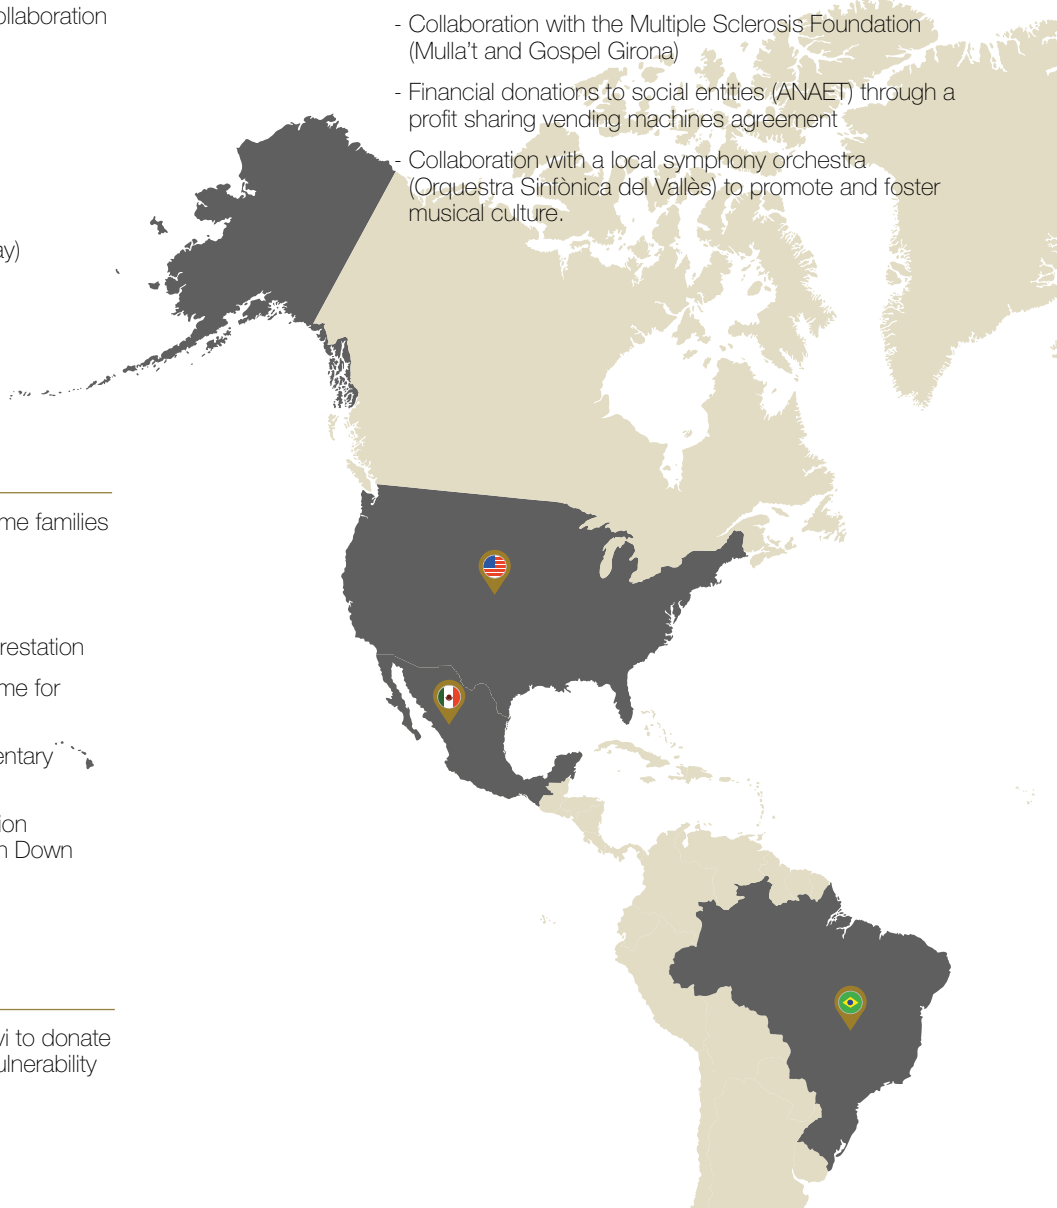 ollaboration
ay)
me families
restation
me for
entary
ion
n Down
vi to donate
ulnerability
- Collaboration with the Multiple Sclerosis Foundation
(Mulla't and Gospel Girona)
- Financial donations to social entities (ANAET) through a
profit sharing vending machines agreement
- Collaboration with a local symphony orchestra
(Orquestra Sinfònica del Vallès) to promote and foster
musical culture.